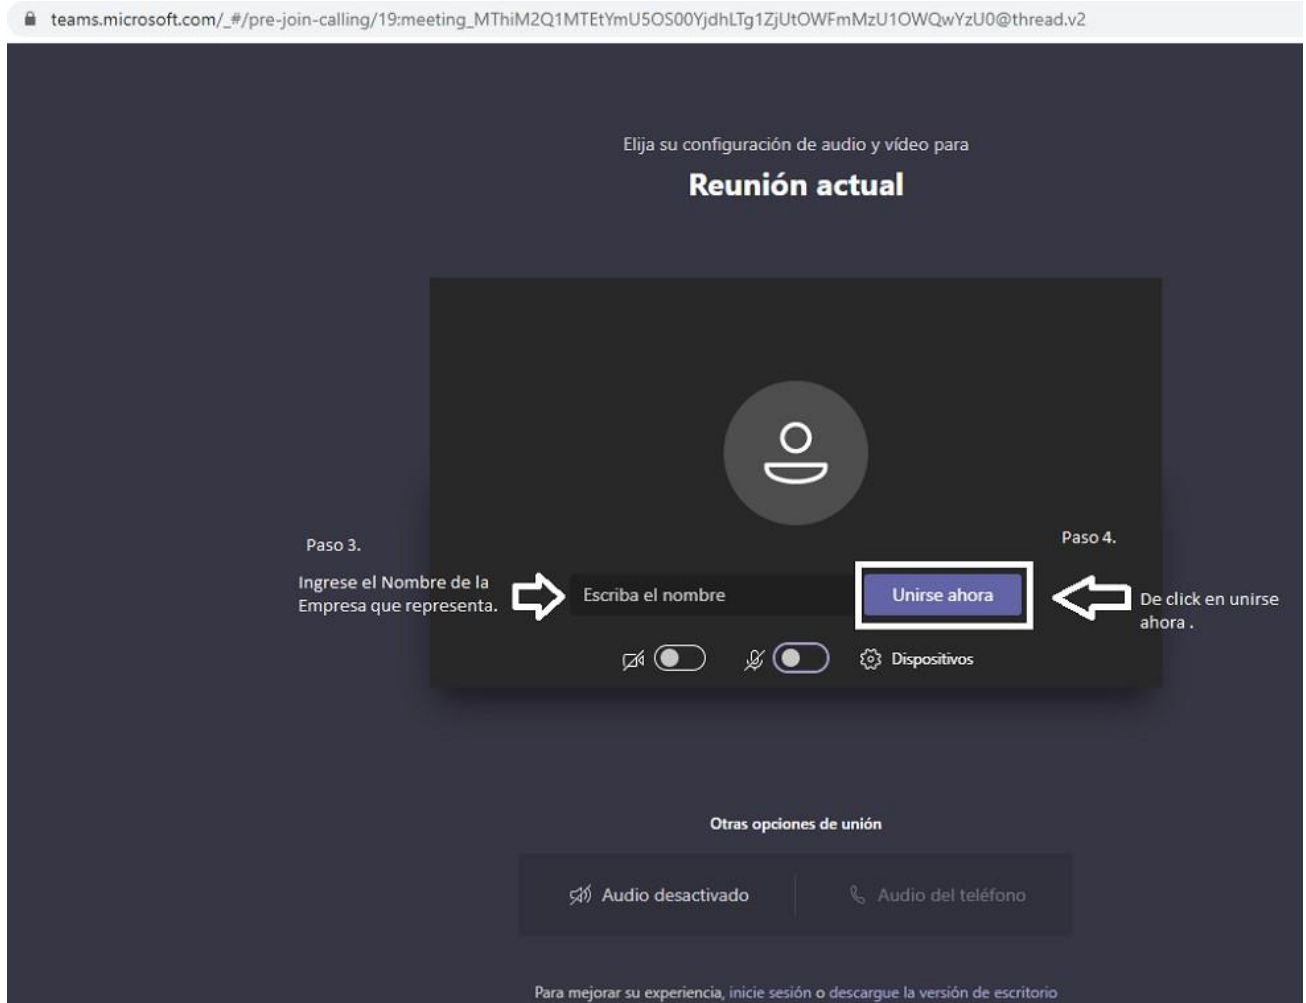 teams.microsoft.com/_#/pre-join-calling/19:meeting_MThiM2Q1MTEtYmU5OS00YjdhLTg1ZjUtOWFmMzU1OWQwYzU0@thread.v2
Elija su configuración de audio y vídeo para
Reunión actual
Paso 3.
Ingrese el Nombre de la
Empresa que representa.
Escriba el nombre
Unirse ahora
Paso 4.
De click en unirse
ahora .
Dispositivos
Otras opciones de unión
Audio desactivado
Audio del teléfono
Para mejorar su experiencia, inicie sesión o descargue la versión de escritorio